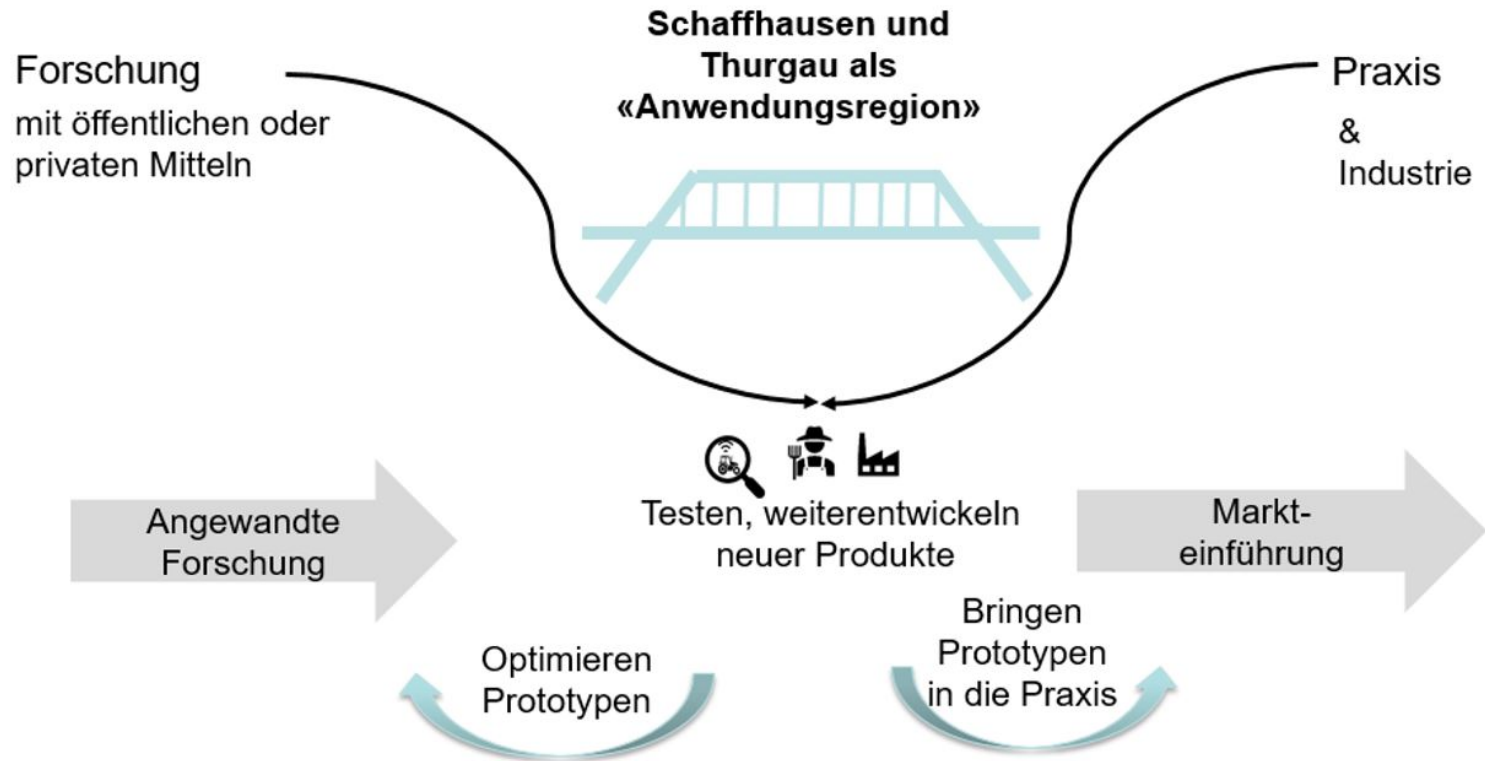 Schaffhausen und
Thurgau als
«Anwendungsregion»
Forschung
mit öffentlichen oder
privaten Mitteln
Praxis
&
Industrie
Angewandte
Forschung
Testen, weiterentwickeln
neuer Produkte
Markt-
einführung
Optimieren
Prototypen
Bringen
Prototypen
in die Praxis